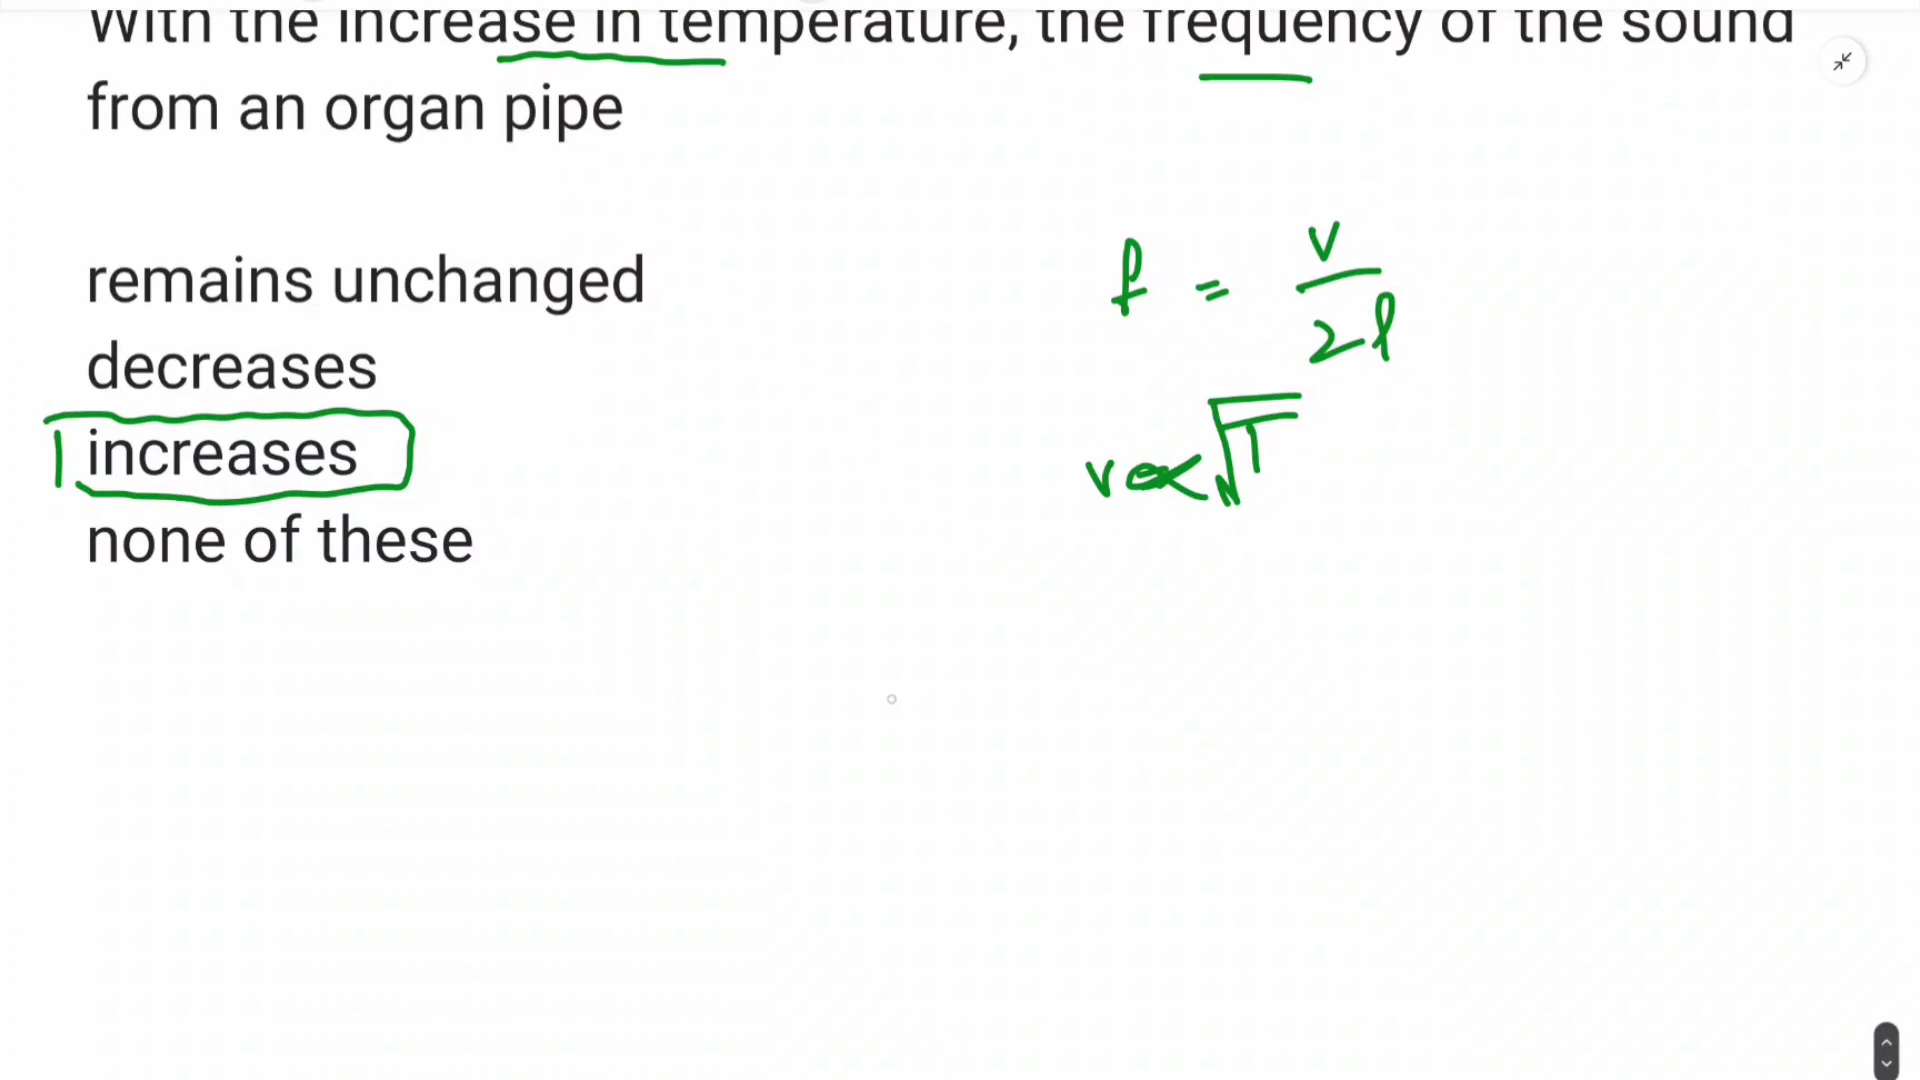 With the increase in temperature, the frequency of the sound
from an organ pipe
remains unchanged
decreases
increases
none of these
f = v/2l
v ∝ √T